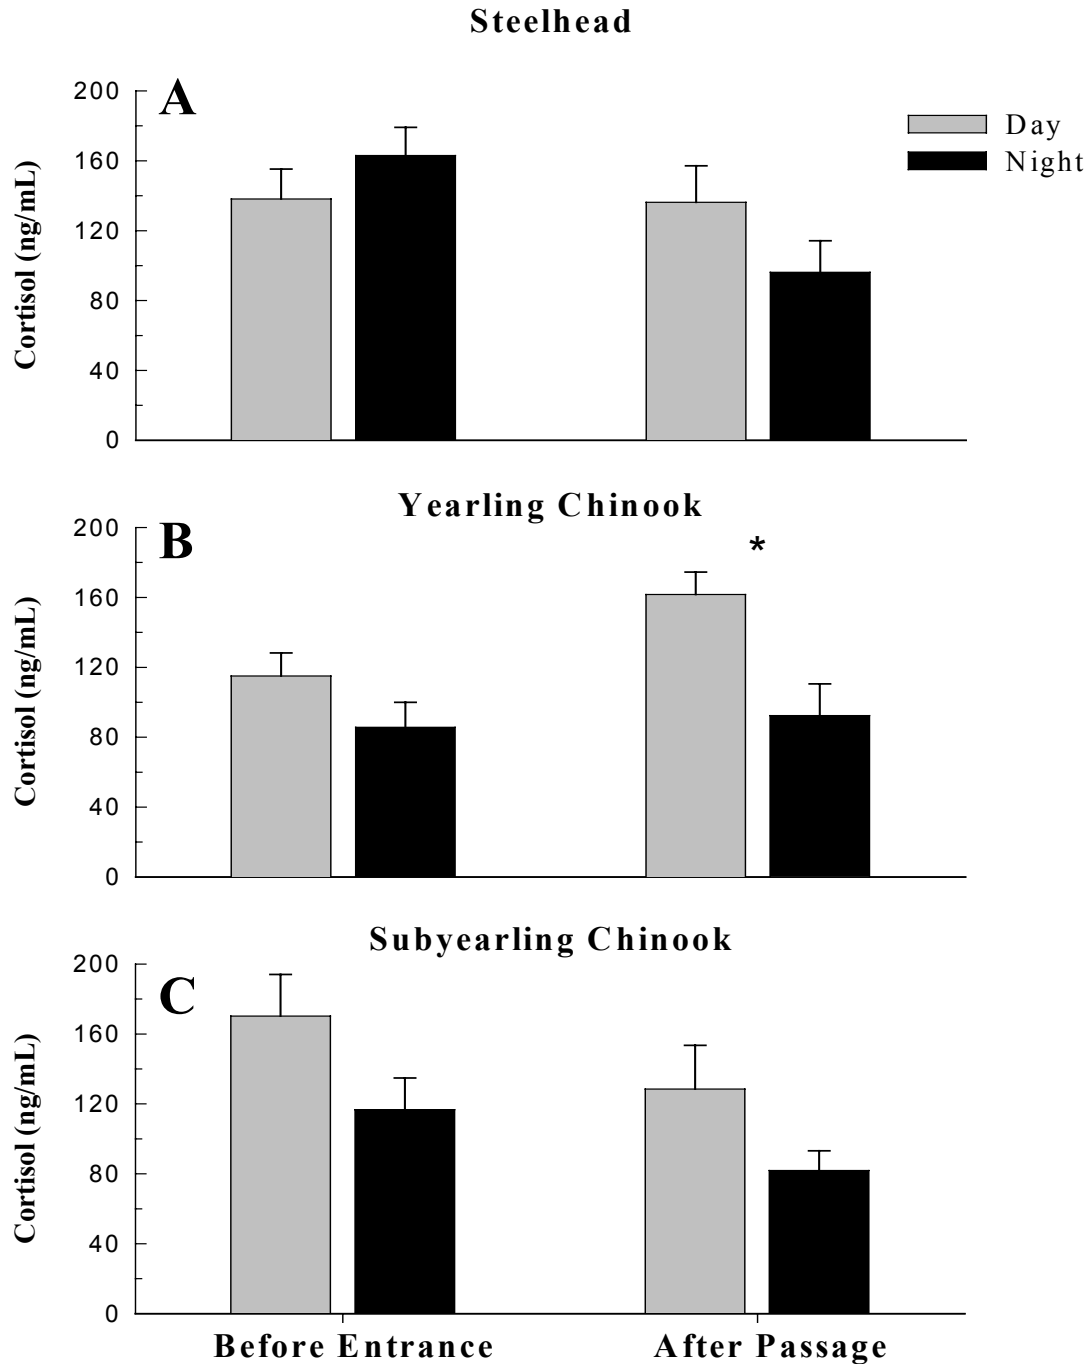 Steelhead
A
Day
Night
Cortisol (ng/mL)
200
160
120
80
40
0
Yearling Chinook
B
*
Cortisol (ng/mL)
200
160
120
80
40
0
Subyearling Chinook
C
Cortisol (ng/mL)
200
160
120
80
40
0
Before Entrance
After Passage